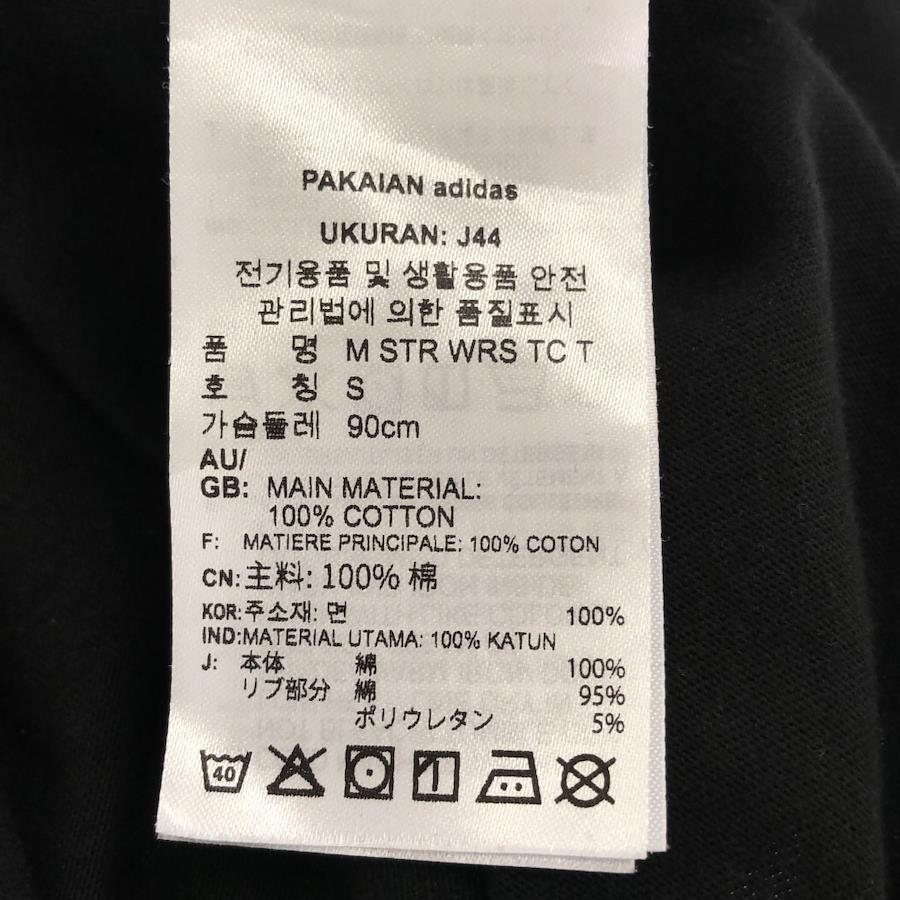 PAKAIAN adidas
UKURAN: J44
전기용품 및 생활용품 안전
관리법에 의한 품질표시
품 명 M STR WRS TC T
호 칭 S
가슴둘레 90cm
AU/
GB: MAIN MATERIAL:
100% COTTON
F: MATIERE PRINCIPALE: 100% COTON
CN: 主料: 100% 棉
KOR: 주소재: 면 100%
IND: MATERIAL UTAMA: 100% KATUN
J: 本体 綿 100%
リブ部分 綿 95%
ポリウレタン 5%
40